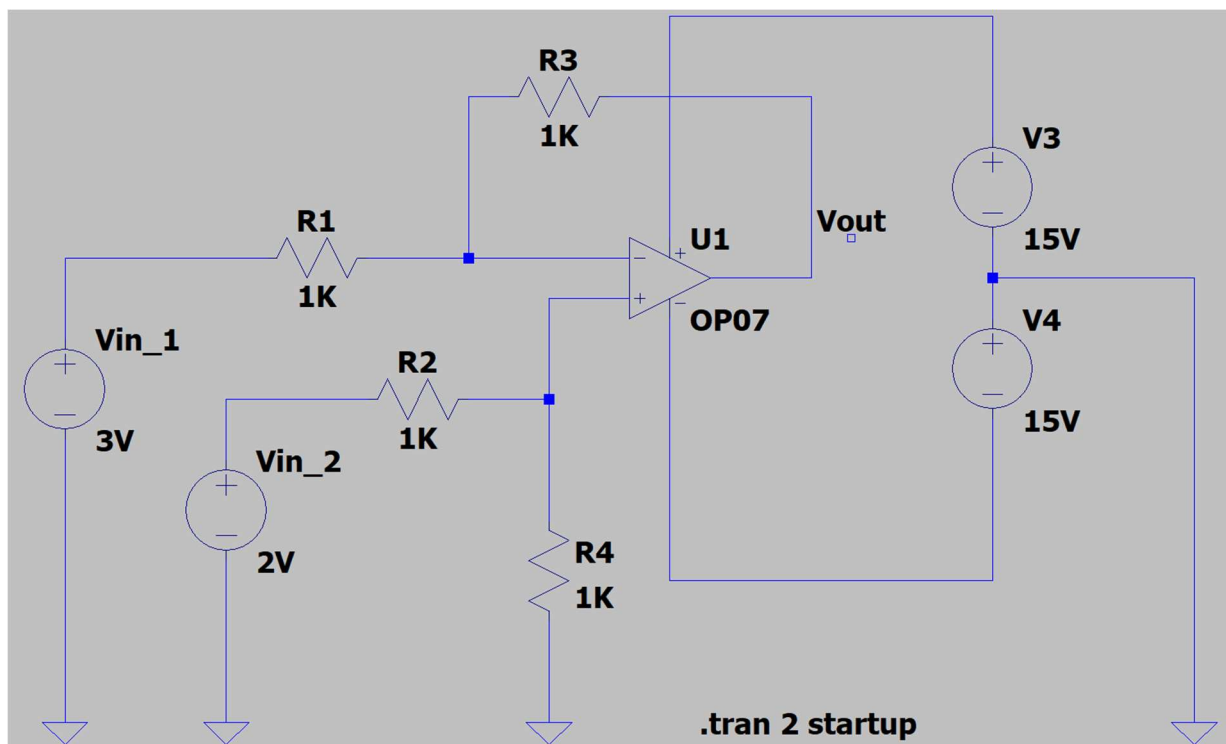 R3
1K
V3
15V
R1
1K
Vout
U1
OP07
Vin_1
3V
R2
1K
V4
15V
Vin_2
2V
R4
1K
.tran 2 startup